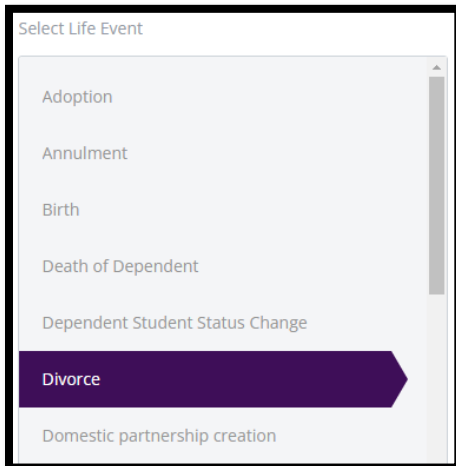 Select Life Event
Adoption
Annulment
Birth
Death of Dependent
Dependent Student Status Change
Divorce
Domestic partnership creation